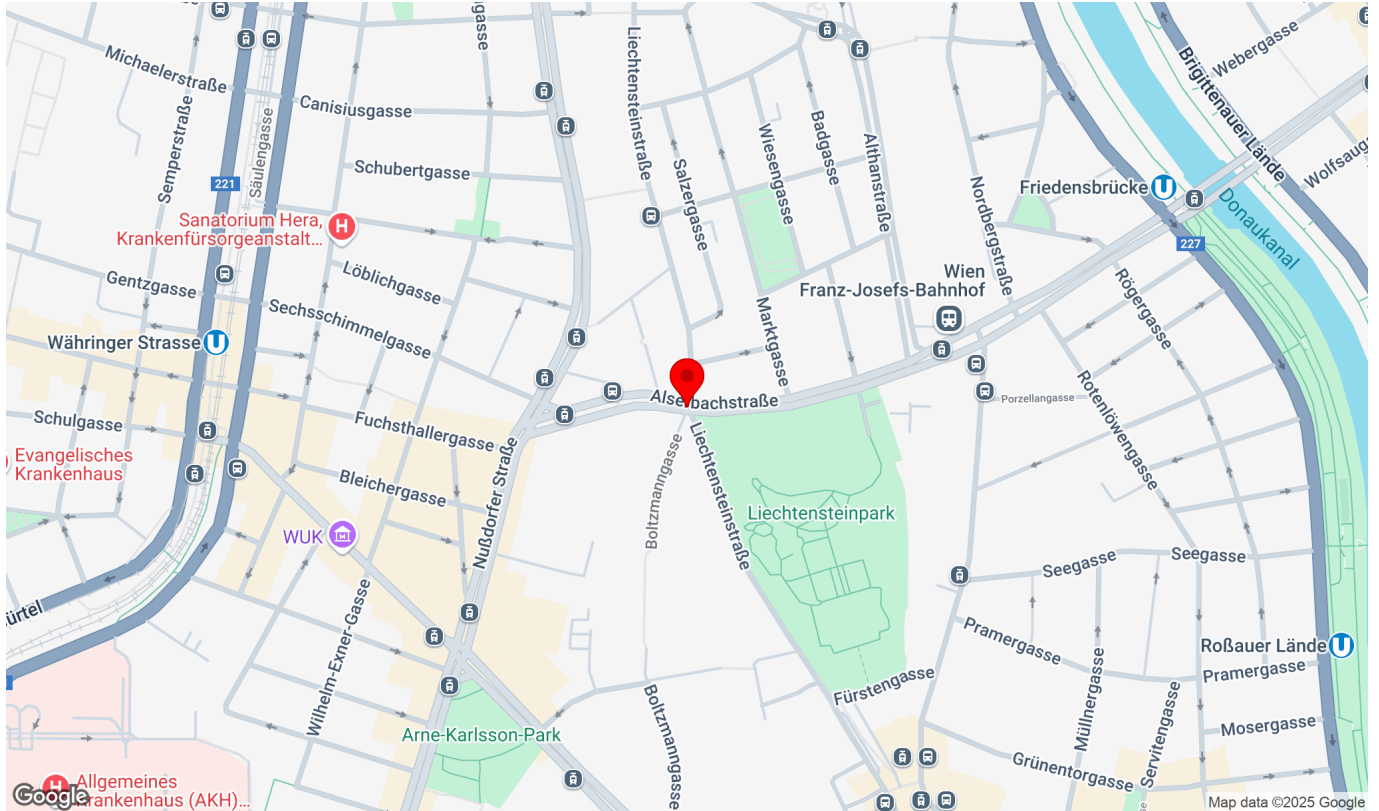 Michaelerstraße
Canisiusgasse
Semperstraße
Säulengasse
221
Schubertgasse
Sanatorium Hera,
Krankenfürsorgeanstalt...
H
Löblichgasse
Gentzgasse
Sechsschimmelgasse
Währinger Strasse
U
Schulgasse
Fuchsthallergasse
Evangelisches
Krankenhaus
Bleichergasse
WUK
Nußdorfer Straße
Wilhelm-Exner-Gasse
Arne-Karlsson-Park
H
Allgemeines
Krankenhaus (AKH)...
Google
Liechtensteinstraße
Salzergasse
Wiesengasse
Badgasse
Althanstraße
Nordbergstraße
Marktgasse
Wien
Franz-Josefs-Bahnhof
Alserbachstraße
Boltzmanngasse
Liechtensteinstraße
Liechtensteinpark
Porzellangasse
Fürstengasse
Boltzmanngasse
Webergasse
Brigittenauer Lände
Wolfsaug
Friedensbrücke
U
227
Donaukanal
Rögergasse
Rotenlöwengasse
Seegasse
Seegasse
Pramergasse
Müllnergasse
Roßauer Lände
U
Pramergasse
Servitengasse
Mosergasse
Grünentorgasse
Map data ©2025 Google